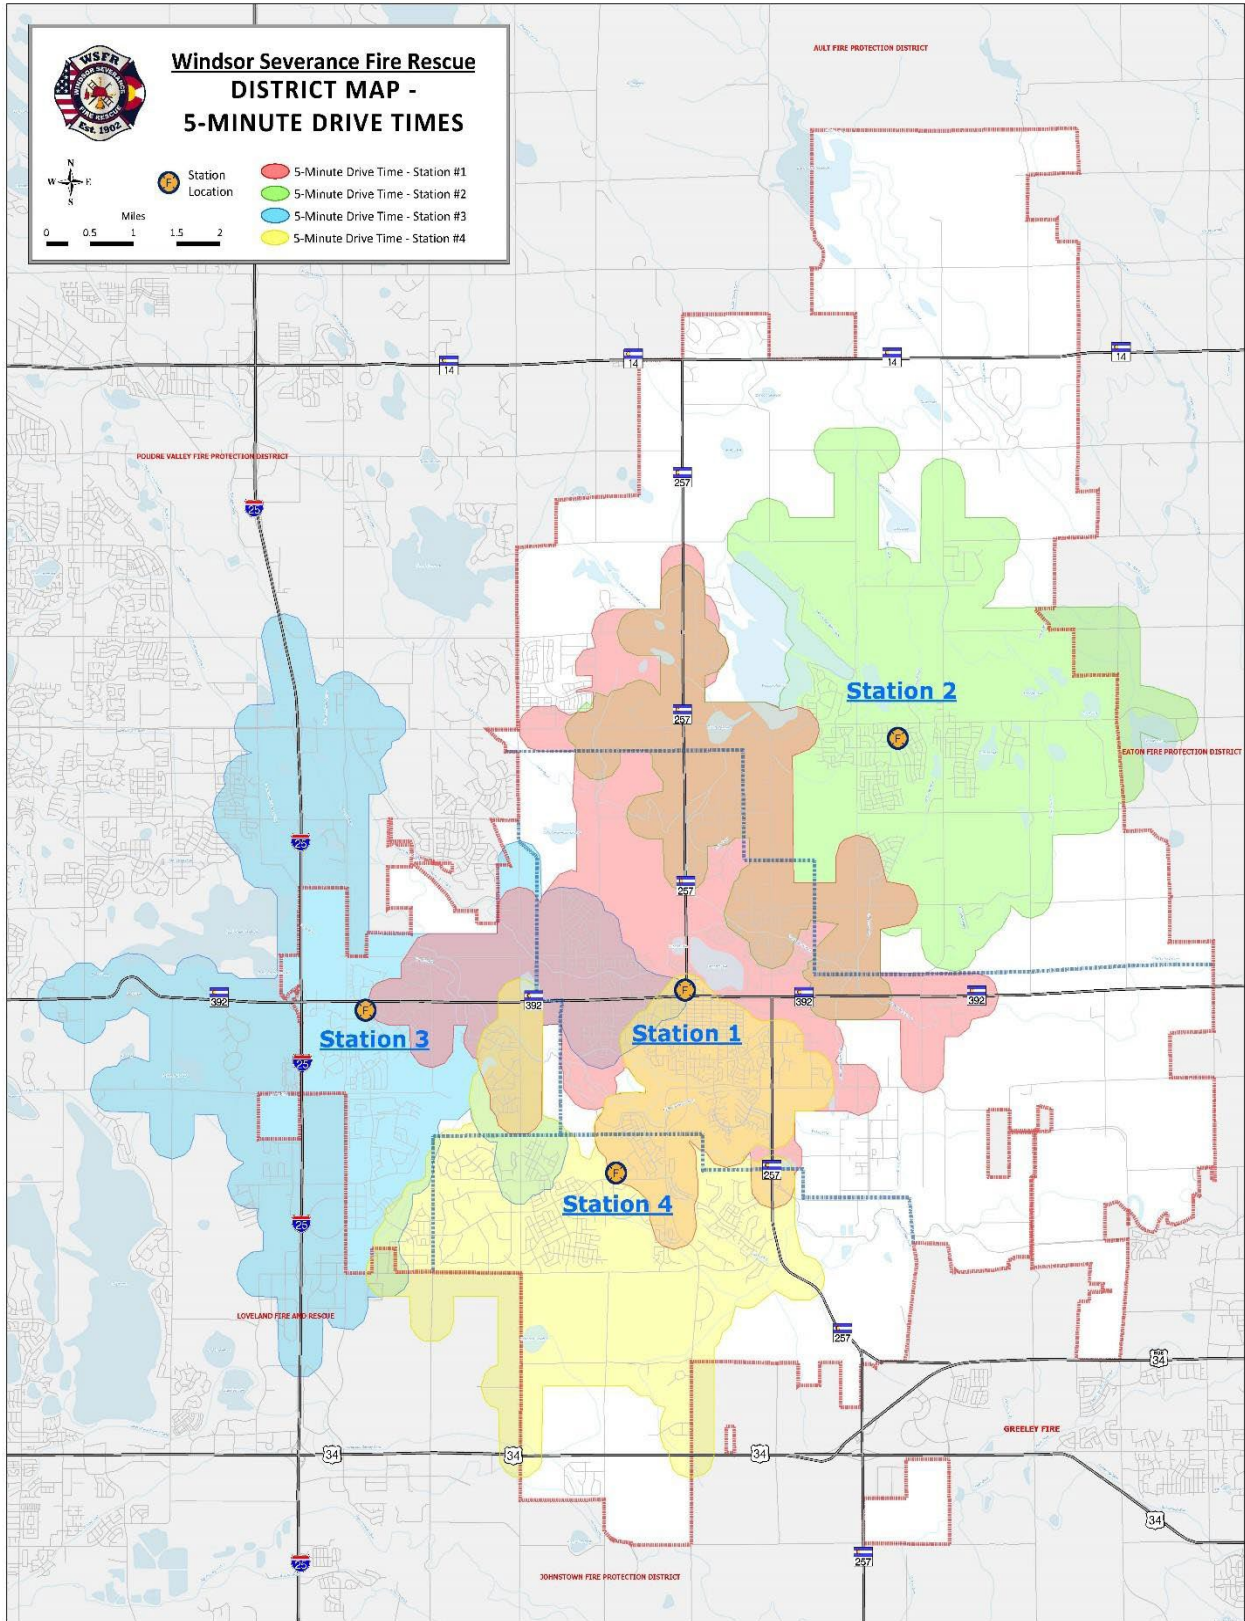 WSFR
WINDSOR SEVERANCE
FIRE RESCUE
Est. 1902
Windsor Severance Fire Rescue
DISTRICT MAP -
5-MINUTE DRIVE TIMES
N
W E
S
F
Station
Location
Miles
0 0.5 1 1.5 2
5-Minute Drive Time - Station #1
5-Minute Drive Time - Station #2
5-Minute Drive Time - Station #3
5-Minute Drive Time - Station #4
AULT FIRE PROTECTION DISTRICT
14
14
14
14
POUDRE VALLEY FIRE PROTECTION DISTRICT
257
25
Station 2
257
F
EATON FIRE PROTECTION DISTRICT
25
257
392
392
392
392
F
F
Station 3
Station 1
25
257
F
Station 4
25
LOVELAND FIRE AND RESCUE
257
BUS
34
GREELEY FIRE
34
34
34
34
25
257
JOHNSTOWN FIRE PROTECTION DISTRICT